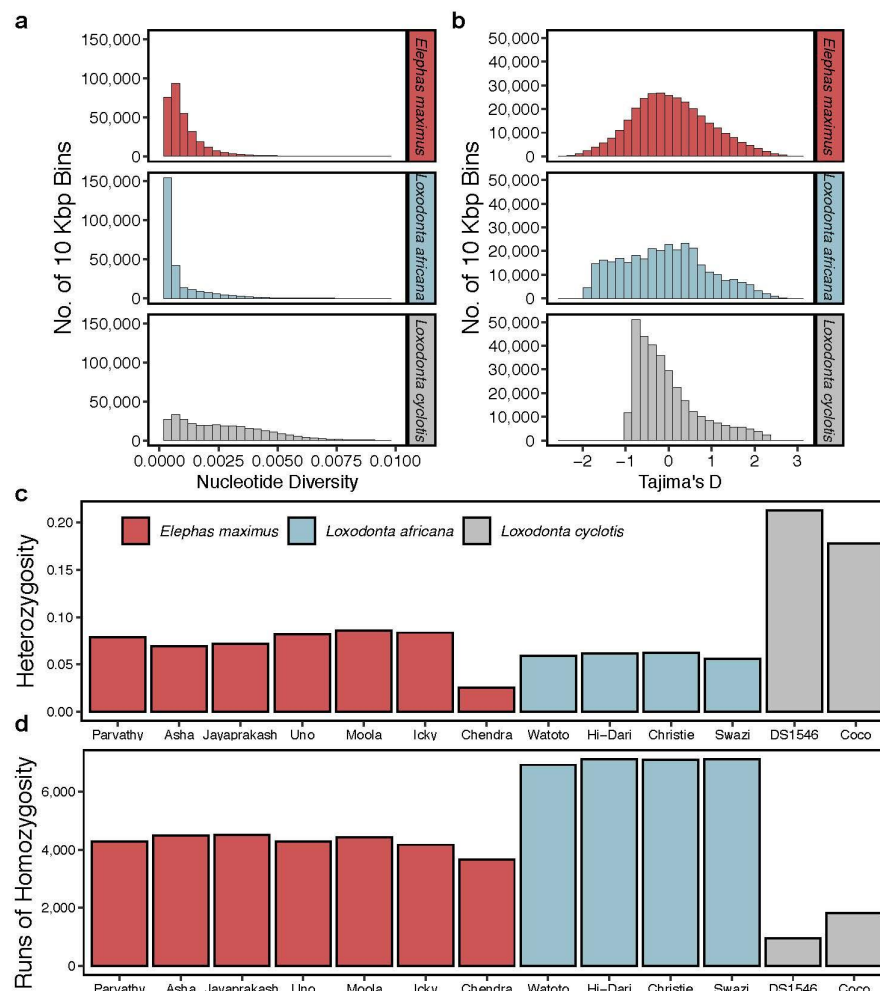 a
b
150,000
100,000
50,000
0
Elephas maximus
150,000
100,000
50,000
0
Loxodonta africana
150,000
100,000
50,000
0
Loxodonta cyclotis
0.0000 0.0025 0.0050 0.0075 0.0100
Nucleotide Diversity
No. of 10 Kbp Bins
50,000
40,000
30,000
20,000
10,000
0
Elephas maximus
50,000
40,000
30,000
20,000
10,000
0
Loxodonta africana
50,000
40,000
30,000
20,000
10,000
0
Loxodonta cyclotis
−2 −1 0 1 2 3
Tajima's D
No. of 10 Kbp Bins
c
Elephas maximus Loxodonta africana Loxodonta cyclotis
0.20
0.15
0.10
0.05
0.00
Heterozygosity
Parvathy Asha Jayaprakash Uno Moola Icky Chendra Watoto Hi−Dari Christie Swazi DS1546 Coco
d
6,000
4,000
2,000
0
Runs of Homozygosity
Parvathy Asha Jayaprakash Uno Moola Icky Chendra Watoto Hi−Dari Christie Swazi DS1546 Coco